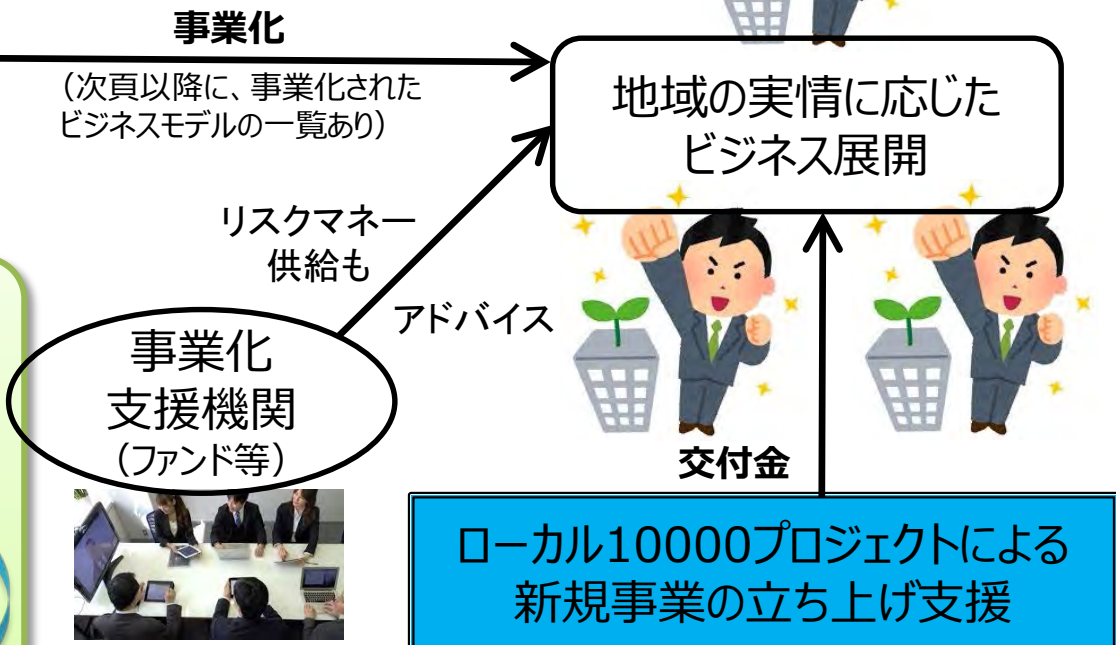 事業化
（次頁以降に、事業化された
ビジネスモデルの一覧あり）
地域の実情に応じた
ビジネス展開
リスクマネー
供給も
アドバイス
事業化
支援機関
（ファンド等）
交付金
ローカル10000プロジェクトによる
新規事業の立ち上げ支援